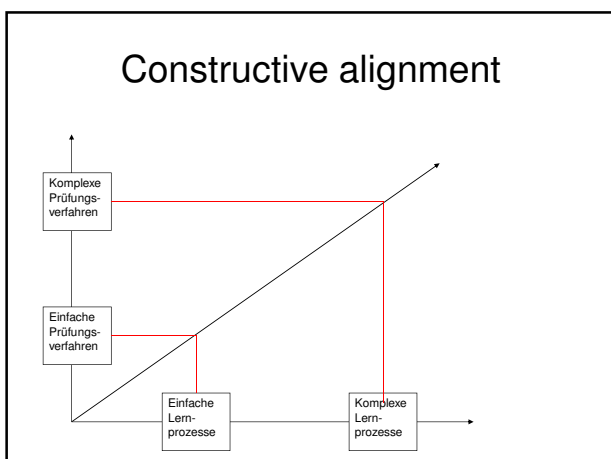 Constructive alignment
Komplexe
Prüfungs-
verfahren
Einfache
Prüfungs-
verfahren
Einfache
Lern-
prozesse
Komplexe
Lern-
prozesse